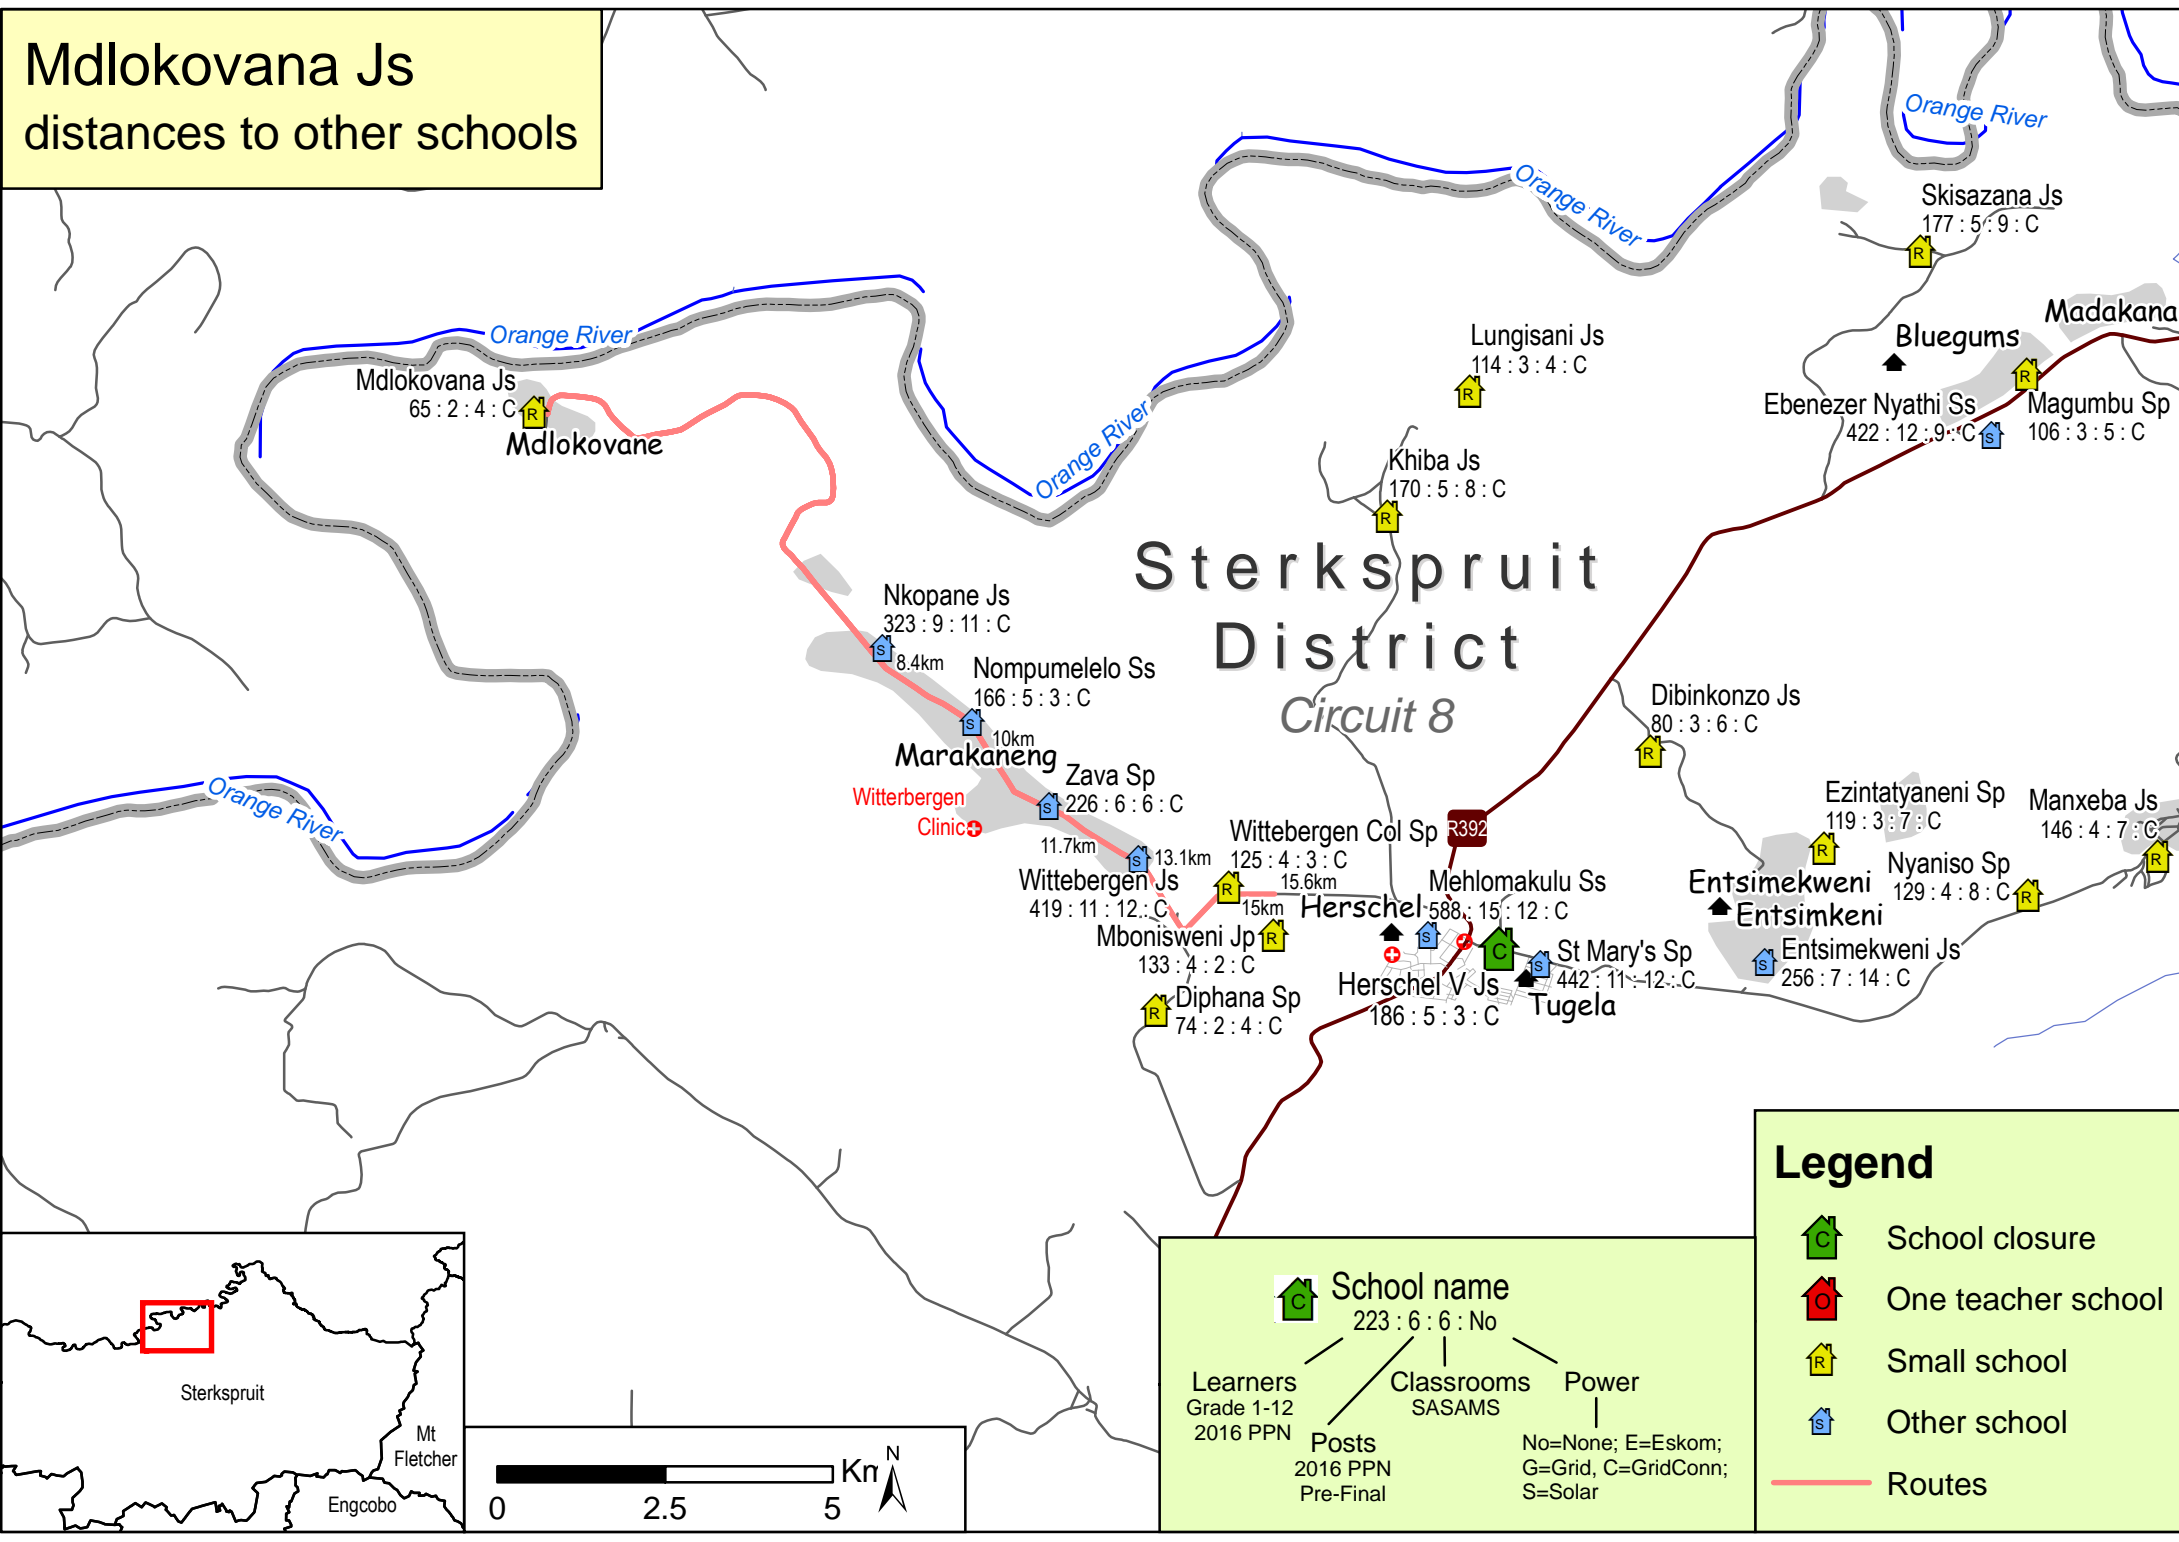 Mdlokovana Js
distances to other schools
Orange River
Orange River
Skisazana Js
177 : 5 : 9 : C
R
Orange River
Madakana
Bluegums
Lungisani Js
114 : 3 : 4 : C
R
Orange River
Mdlokovana Js
65 : 2 : 4 : C
R
Mdlokovane
R
Ebenezer Nyathi Ss
422 : 12 : 9 : C
S
Magumbu Sp
106 : 3 : 5 : C
Orange River
Khiba Js
170 : 5 : 8 : C
R
Sterkspruit
District
Circuit 8
Nkopane Js
323 : 9 : 11 : C
S
8.4km
Nompumelelo Ss
166 : 5 : 3 : C
S
10km
Marakaneng
Dibinkonzo Js
80 : 3 : 6 : C
R
Orange River
Witterbergen
Clinic
Zava Sp
226 : 6 : 6 : C
S
11.7km
Wittebergen Col Sp
125 : 4 : 3 : C
R
R392
Ezintatyaneni Sp
119 : 3 : 7 : C
R
Manxeba Js
146 : 4 : 7 : C
R
S
13.1km
Wittebergen Js
419 : 11 : 12 : C
15.6km
15km
Herschel
Mehlomakulu Ss
588 : 15 : 12 : C
S
Entsimekweni
Entsimkeni
Nyaniso Sp
129 : 4 : 8 : C
R
Mbonisweni Jp
133 : 4 : 2 : C
R
C
S
St Mary's Sp
442 : 11 : 12 : C
S
Entsimekweni Js
256 : 7 : 14 : C
Herschel V Js
186 : 5 : 3 : C
Tugela
Diphana Sp
74 : 2 : 4 : C
R
Legend
C
School closure
O
One teacher school
R
Small school
S
Other school
Routes
C
School name
223 : 6 : 6 : No
Learners
Grade 1-12
2016 PPN
Posts
2016 PPN
Pre-Final
Classrooms
SASAMS
Power
No=None; E=Eskom;
G=Grid, C=GridConn;
S=Solar
Sterkspruit
Mt
Fletcher
Engcobo
0
2.5
5
Km
N